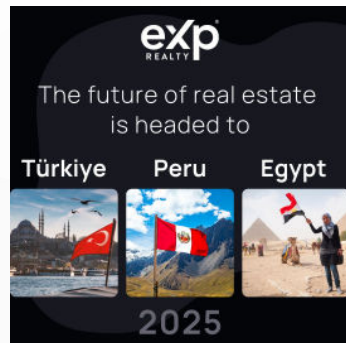 eXp
REALTY
The future of real estate
is headed to
Türkiye Peru Egypt
2025